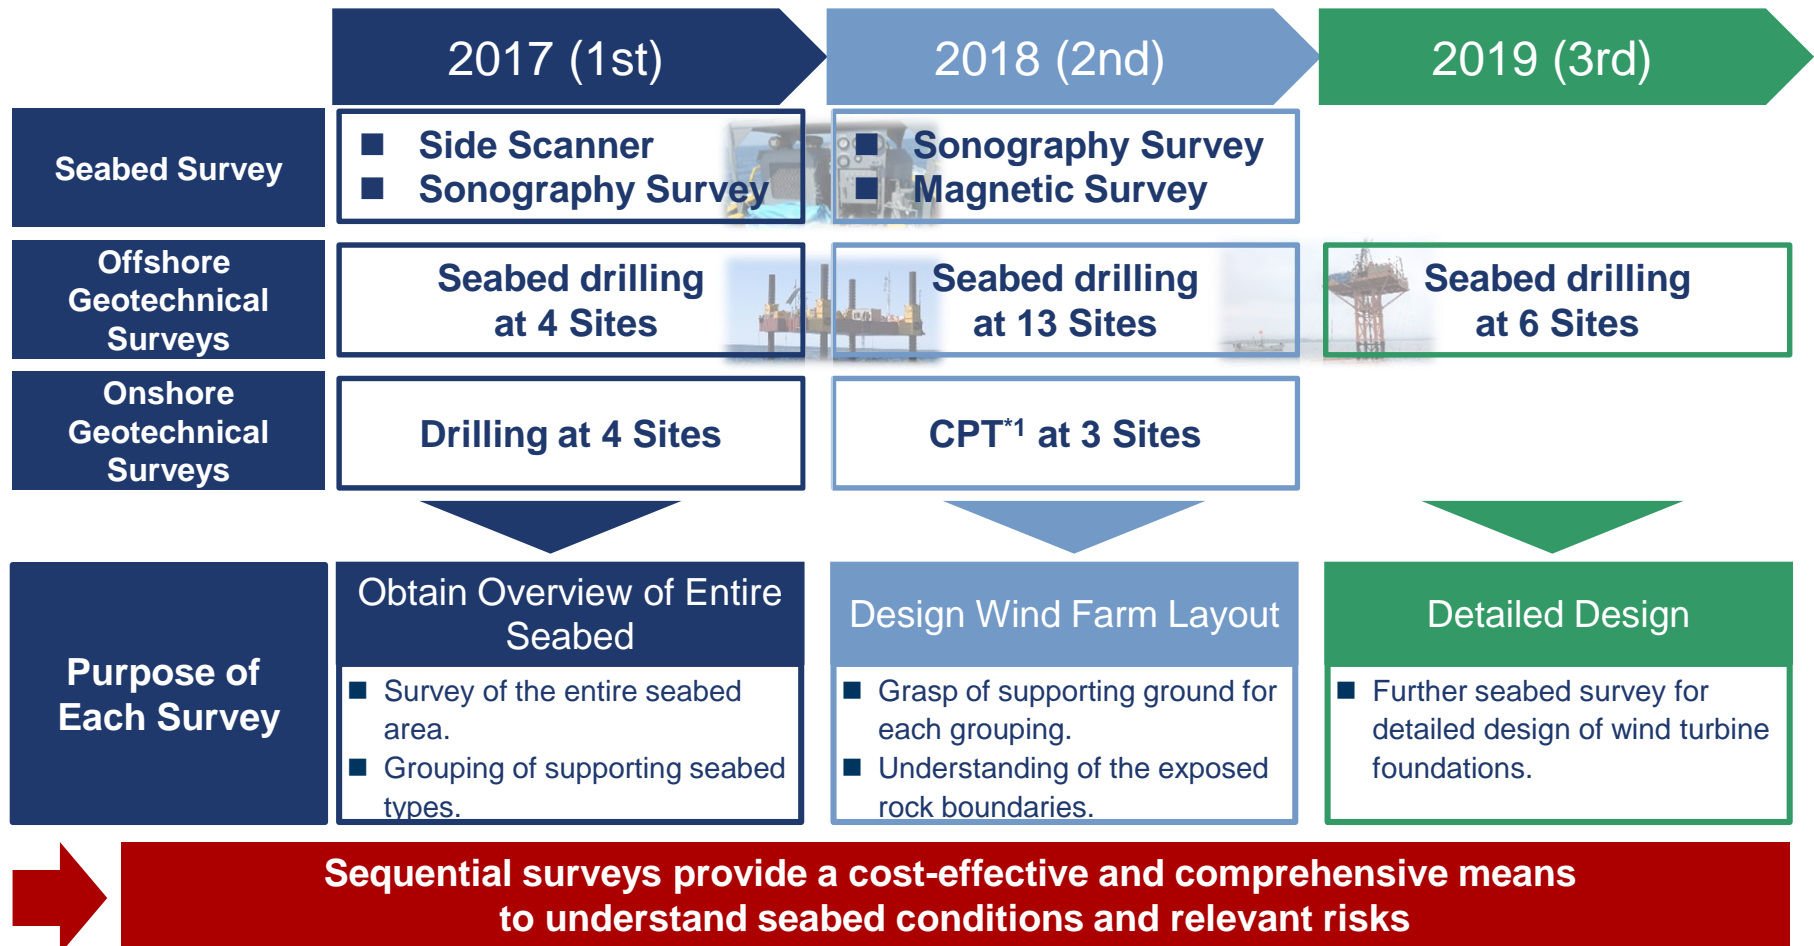 2017 (1st)
2018 (2nd)
2019 (3rd)
Seabed Survey
■ Side Scanner
■ Sonography Survey
■ Sonography Survey
■ Magnetic Survey
Offshore
Geotechnical
Surveys
Seabed drilling
at 4 Sites
Seabed drilling
at 13 Sites
Seabed drilling
at 6 Sites
Onshore
Geotechnical
Surveys
Drilling at 4 Sites
CPT*1 at 3 Sites
Purpose of
Each Survey
Obtain Overview of Entire
Seabed
■ Survey of the entire seabed
area.
■ Grouping of supporting seabed
types.
Design Wind Farm Layout
■ Grasp of supporting ground for
each grouping.
■ Understanding of the exposed
rock boundaries.
Detailed Design
■ Further seabed survey for
detailed design of wind turbine
foundations.
Sequential surveys provide a cost-effective and comprehensive means
to understand seabed conditions and relevant risks